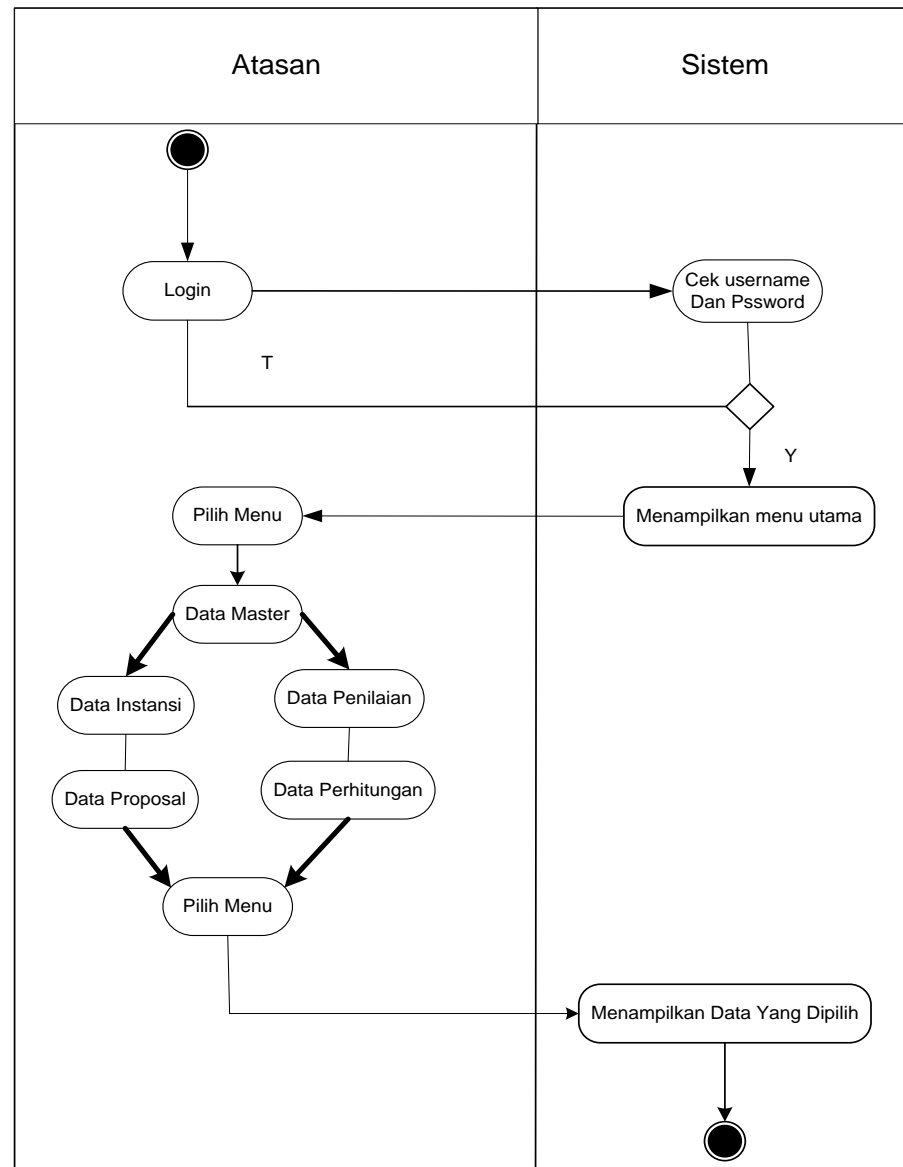 Atasan
Sistem
Login
Cek username
Dan Pssword
T
Y
Pilih Menu
Menampilkan menu utama
Data Master
Data Instansi
Data Penilaian
Data Proposal
Data Perhitungan
Pilih Menu
Menampilkan Data Yang Dipilih